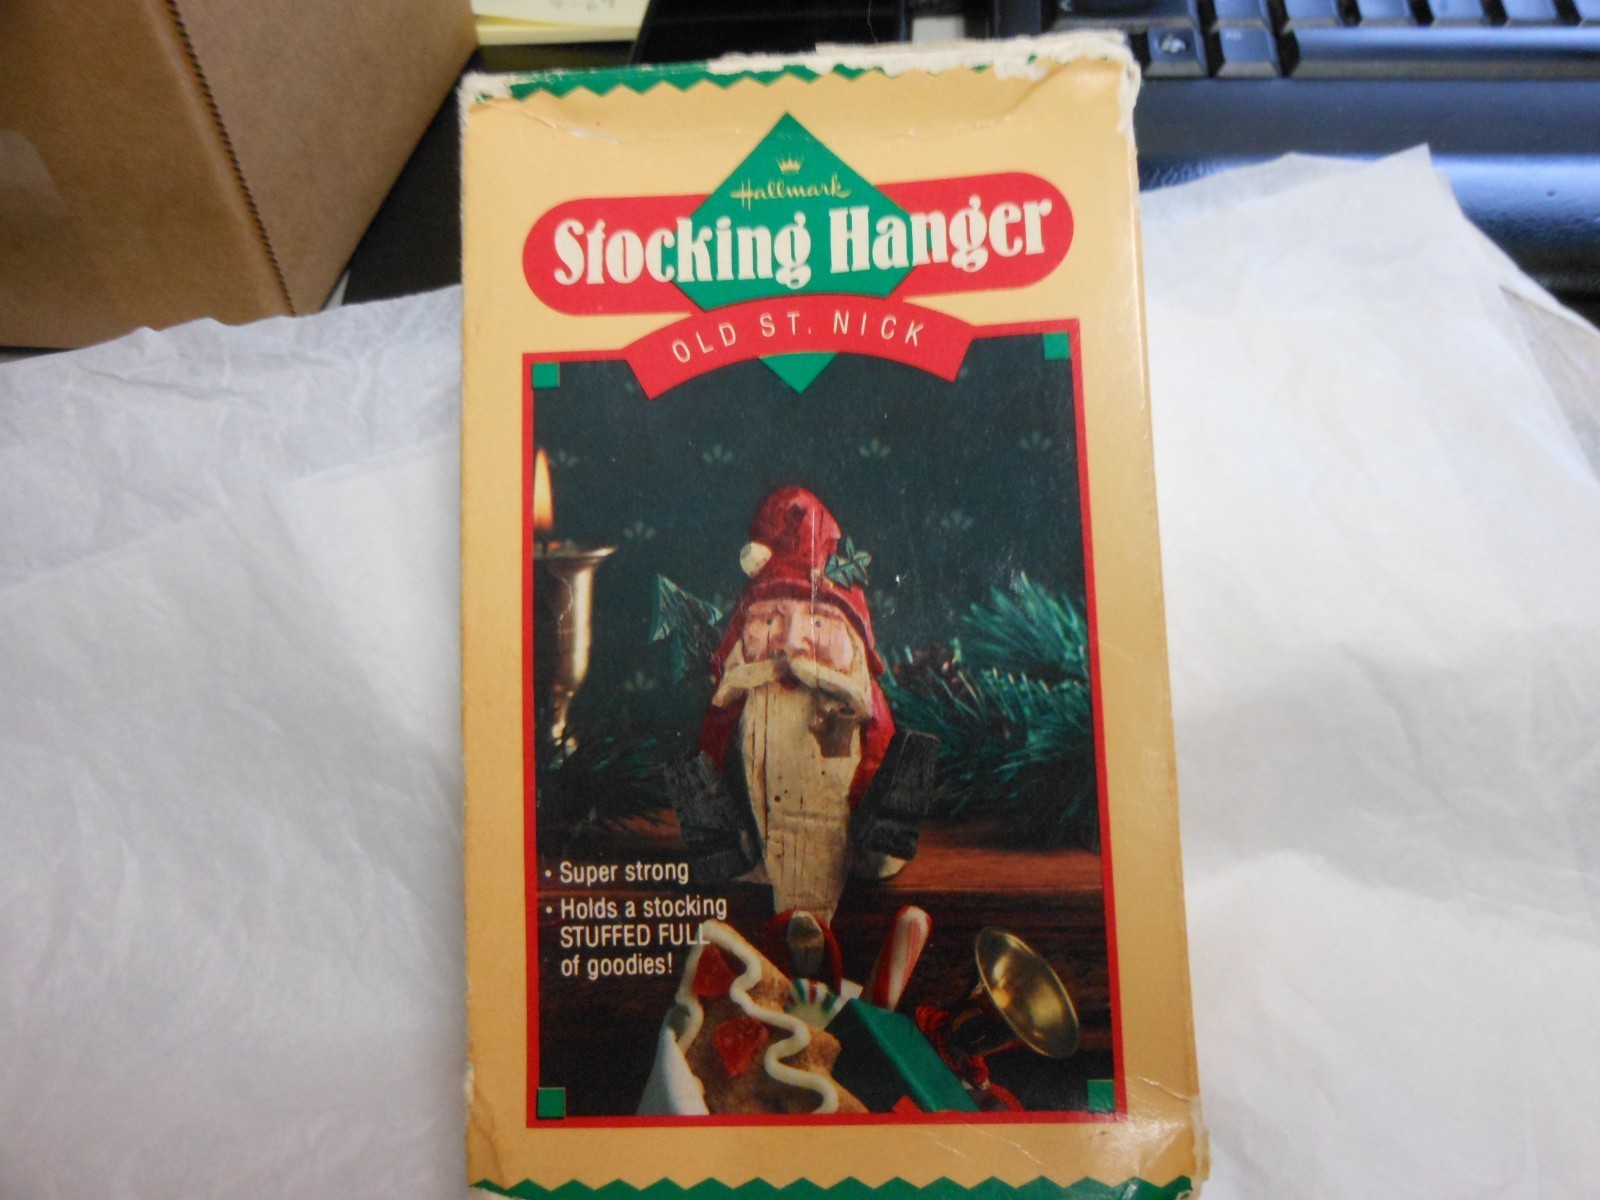 Hallmark
Stocking Hanger
OLD ST. NICK
• Super strong
• Holds a stocking
STUFFED FULL
of goodies!